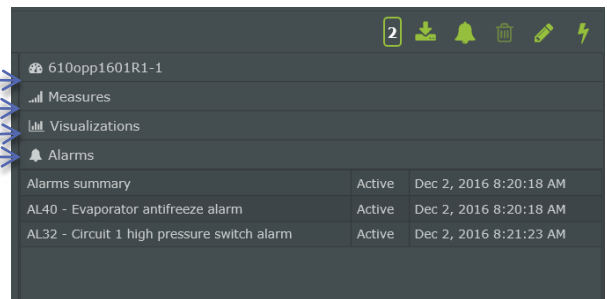 2
610opp1601R1-1
Measures
Visualizations
Alarms
Alarms summary Active Dec 2, 2016 8:20:18 AM
AL40 - Evaporator antifreeze alarm Active Dec 2, 2016 8:20:18 AM
AL32 - Circuit 1 high pressure switch alarm Active Dec 2, 2016 8:21:23 AM